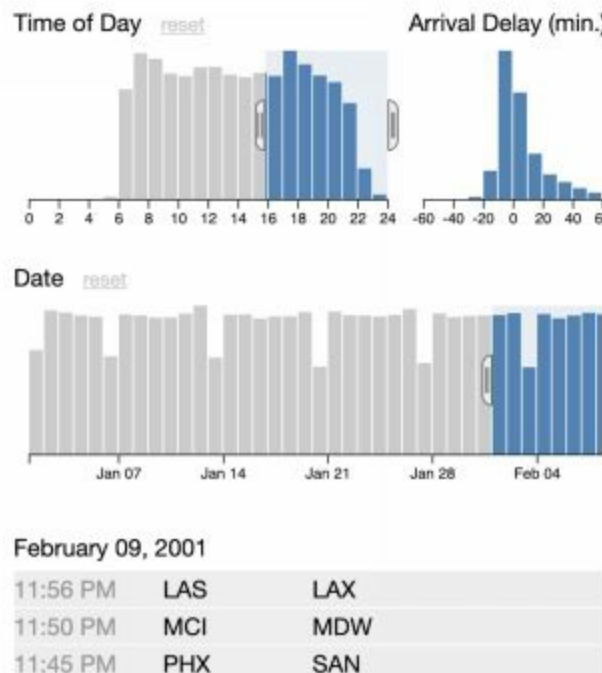 Time of Day reset
Arrival Delay (min.)
0 2 4 6 8 10 12 14 16 18 20 22 24
-60 -40 -20 0 20 40
Date reset
Jan 07 Jan 14 Jan 21 Jan 28 Feb 04
February 09, 2001
11:56 PM LAS LAX
11:50 PM MCI MDW
11:45 PM PHX SAN